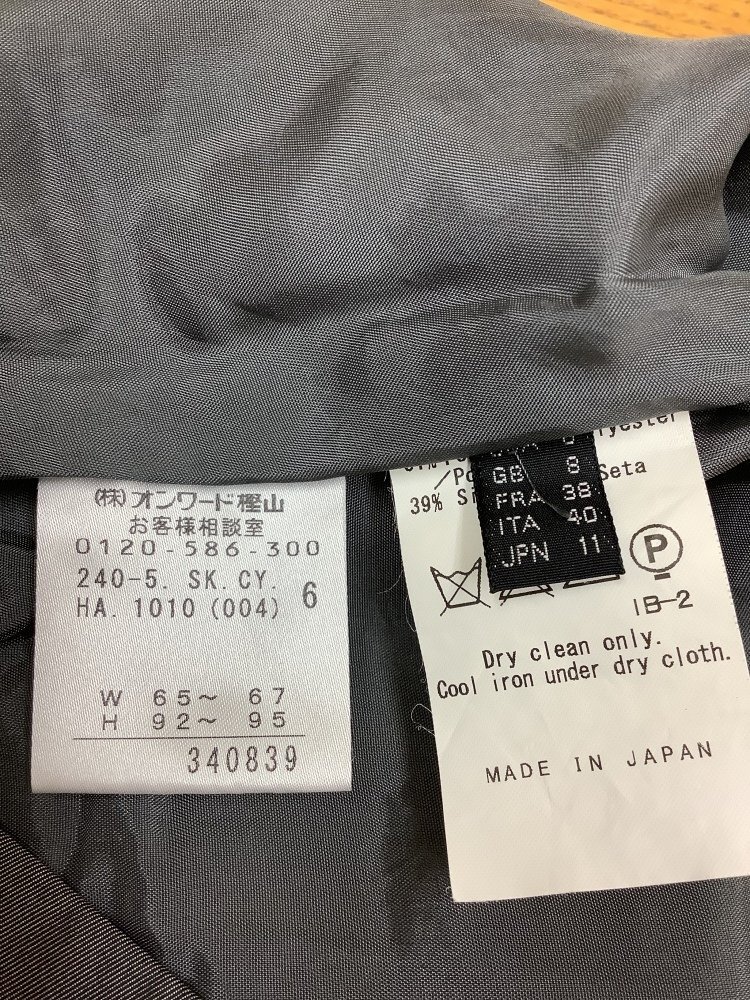 (株)オンワード樫山
お客様相談室
0120-586-300
240-5. SK. CY. 6
HA. 1010 (004)
W 65～ 67
H 92～ 95
340839
/Po Seta
39% Si
GB 8
FRA 38
ITA 40
JPN 11
P
IB-2
Dry clean only.
Cool iron under dry cloth.
MADE IN JAPAN